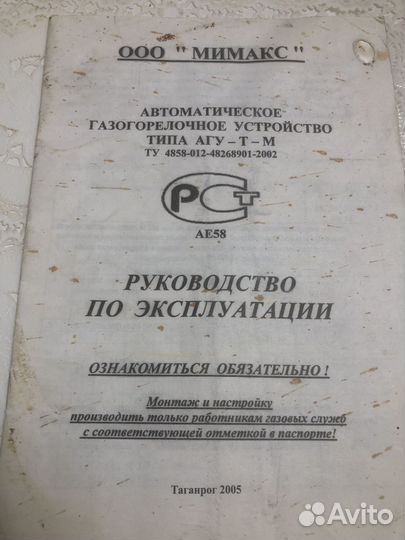 ООО " МИМАКС "
АВТОМАТИЧЕСКОЕ
ГАЗОГОРЕЛОЧНОЕ УСТРОЙСТВО
ТИПА АГУ – Т – М
ТУ 4858-012-48268901-2002
РСТ
АЕ58
РУКОВОДСТВО
ПО ЭКСПЛУАТАЦИИ
ОЗНАКОМИТЬСЯ ОБЯЗАТЕЛЬНО !
Монтаж и настройку
производить только работникам газовых служб
с соответствующей отметкой в паспорте!
Таганрог 2005
Avito